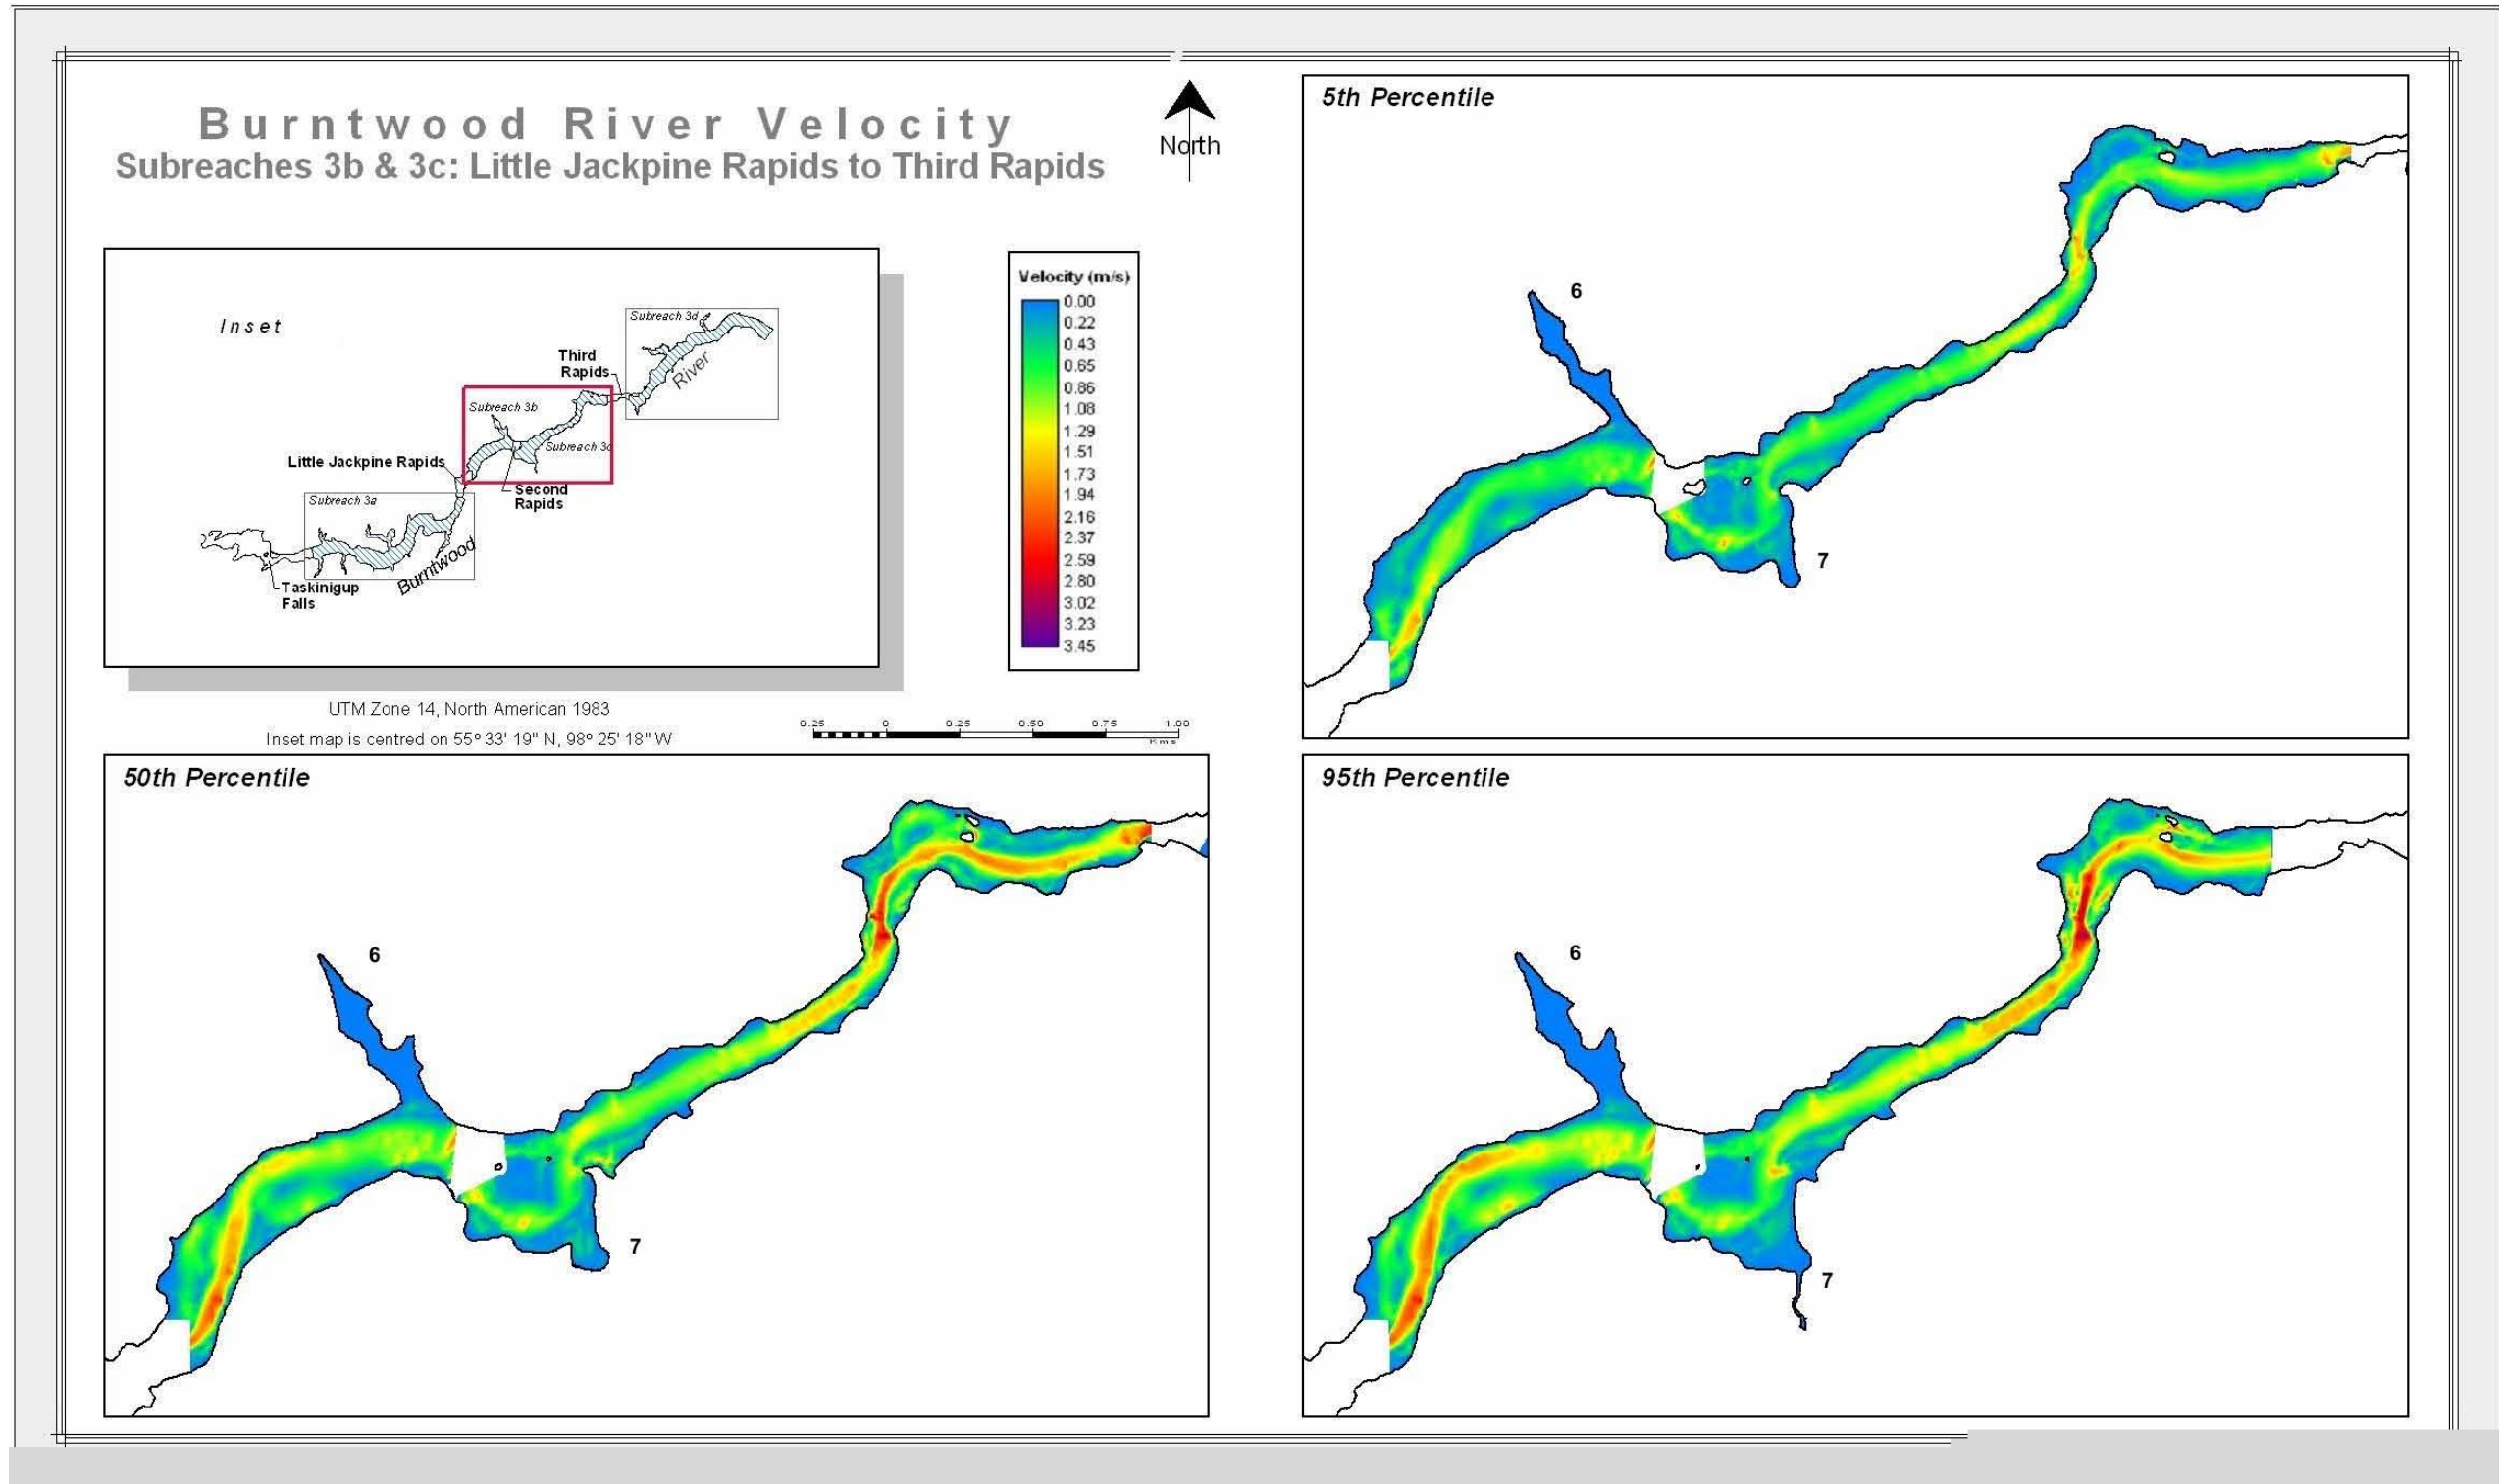 Burntwood River Velocity
Subreaches 3b & 3c: Little Jackpine Rapids to Third Rapids
North
Inset
Subreach 3d
Third
Rapids
River
Subreach 3b
Subreach 3c
Little Jackpine Rapids
Second
Rapids
Subreach 3a
Burntwood
Taskinigup
Falls
Velocity (m/s)
0.00
0.22
0.43
0.65
0.86
1.08
1.29
1.51
1.73
1.94
2.16
2.37
2.59
2.80
3.02
3.23
3.45
UTM Zone 14, North American 1983
Inset map is centred on 55° 33' 19" N, 98° 25' 18" W
0.25 0 0.25 0.50 0.75 1.00
Kms
5th Percentile
6
7
50th Percentile
6
7
95th Percentile
6
7